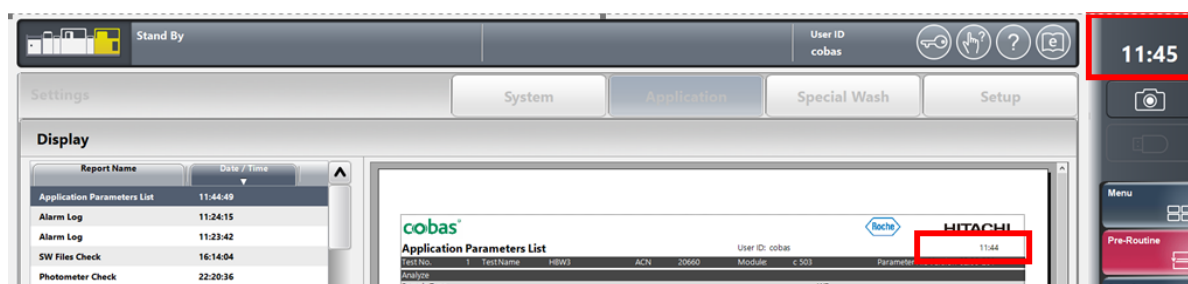 Stand By
User ID
cobas
11:45
Settings
System
Application
Special Wash
Setup
Display
Report Name
Date / Time
Application Parameters List 11:44:49
Alarm Log 11:24:15
Alarm Log 11:23:42
SW Files Check 16:14:04
Photometer Check 22:20:36
cobas
Roche
HITACHI
Application Parameters List
User ID: cobas
11:44
Test No. 1 TestName HBW3 ACN 20660 Module: c 503 Parameter
Analyze
Menu
Pre-Routine